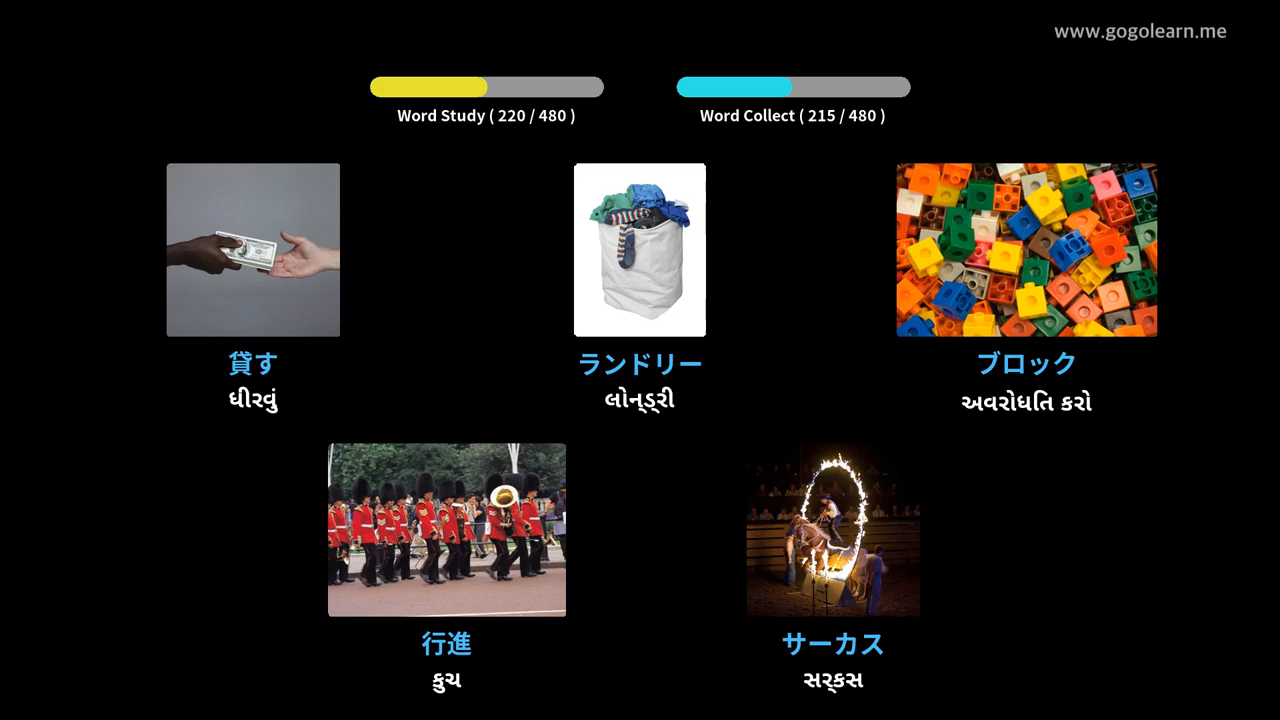 www.gogolearn.me
Word Study ( 220 / 480 )
Word Collect ( 215 / 480 )
貸す
ધીરવું
ランドリー
લોન્ડ્રી
ブロック
અવરોધિત કરો
行進
કુચ
サーカス
સર્કસ